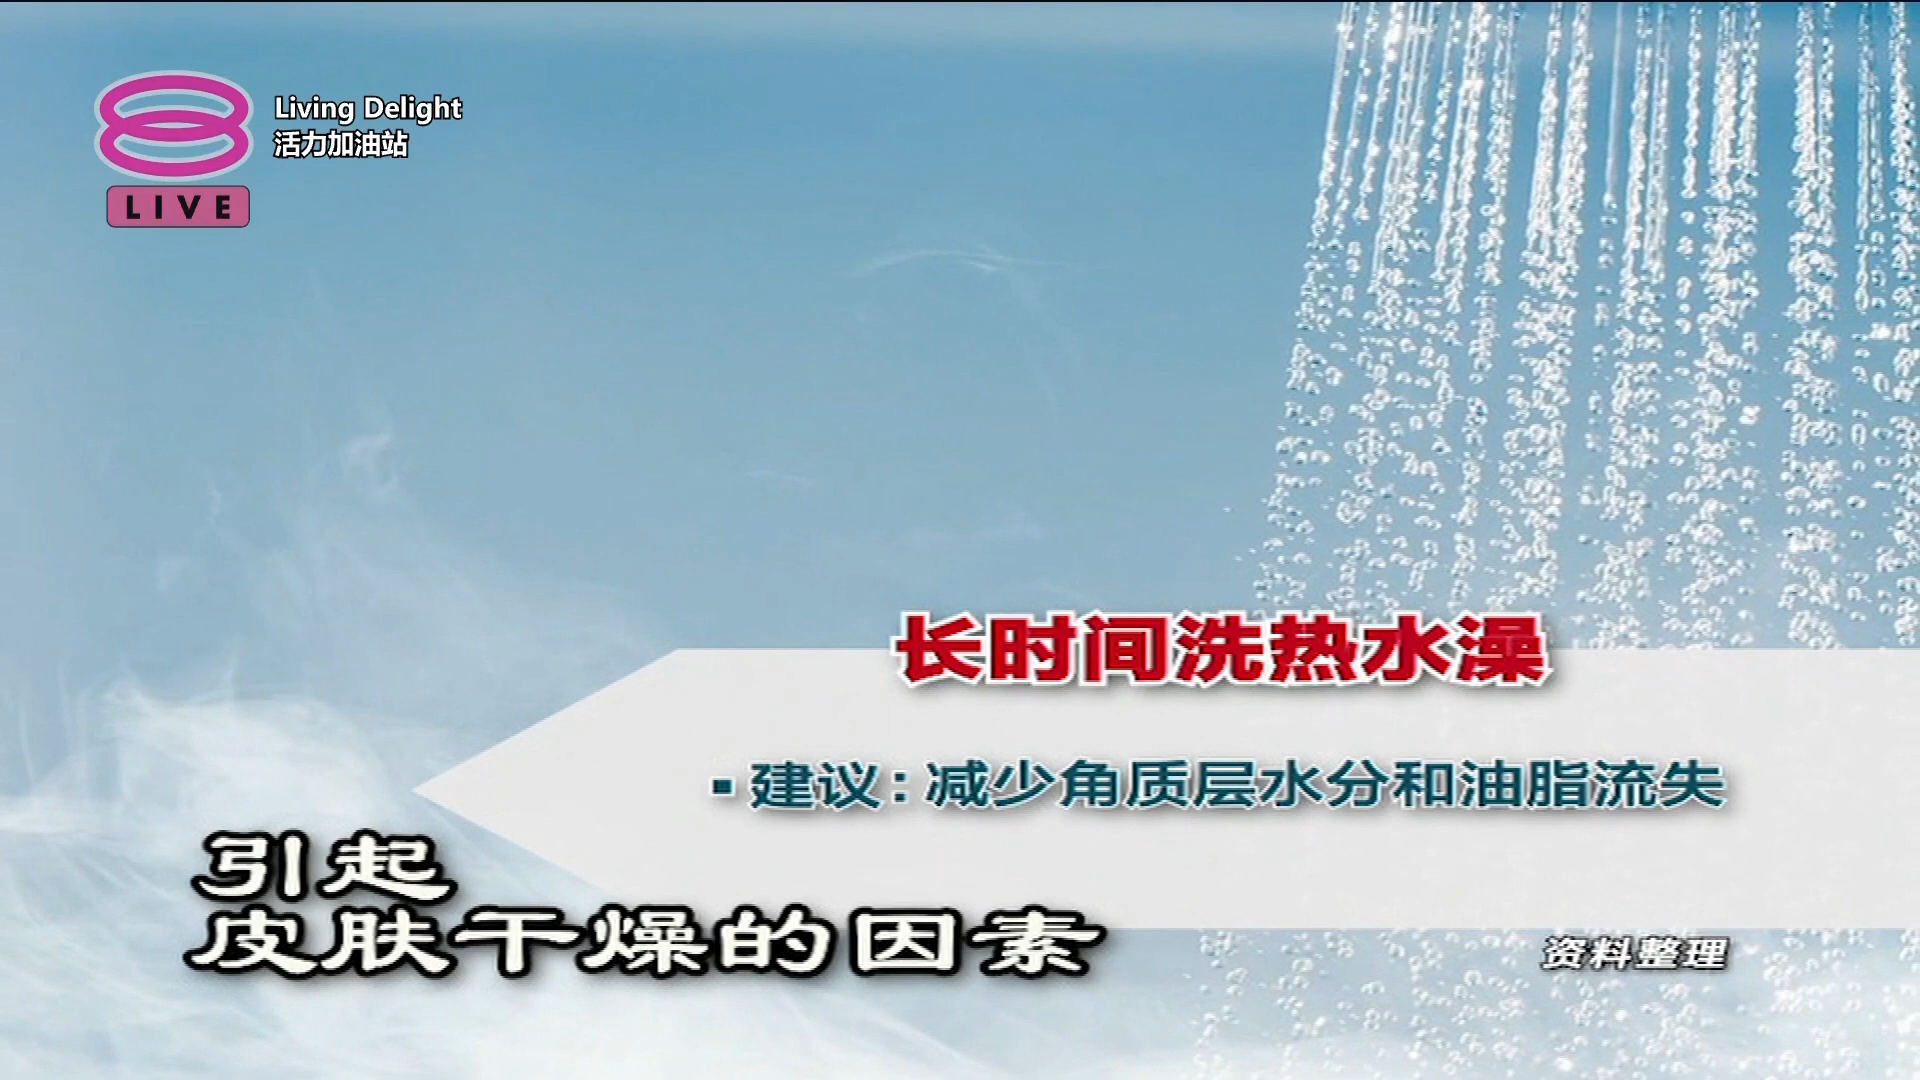 Living Delight
活力加油站
LIVE
长时间洗热水澡
▪ 建议：减少角质层水分和油脂流失
引起
皮肤干燥的因素
资料整理